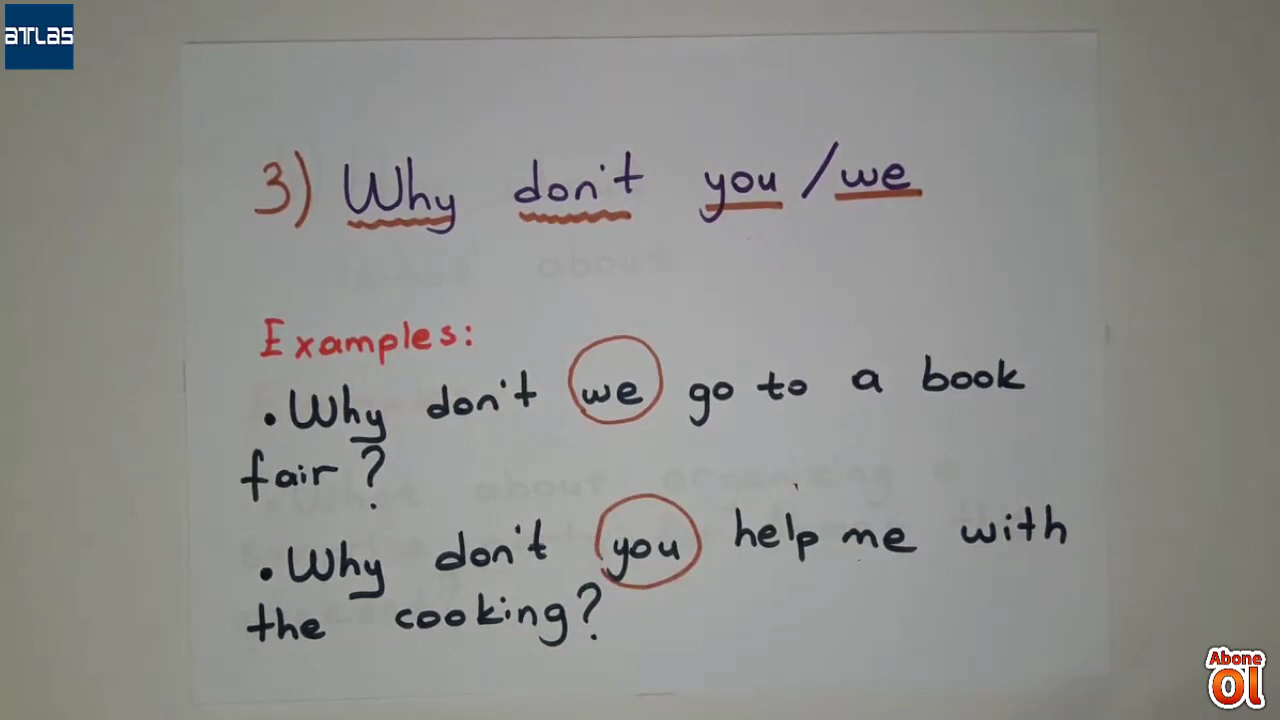 ATLAS
3) Why don't you / we
Examples:
• Why don't we go to a book
fair?
• Why don't you help me with
the cooking?
Abone
Ol